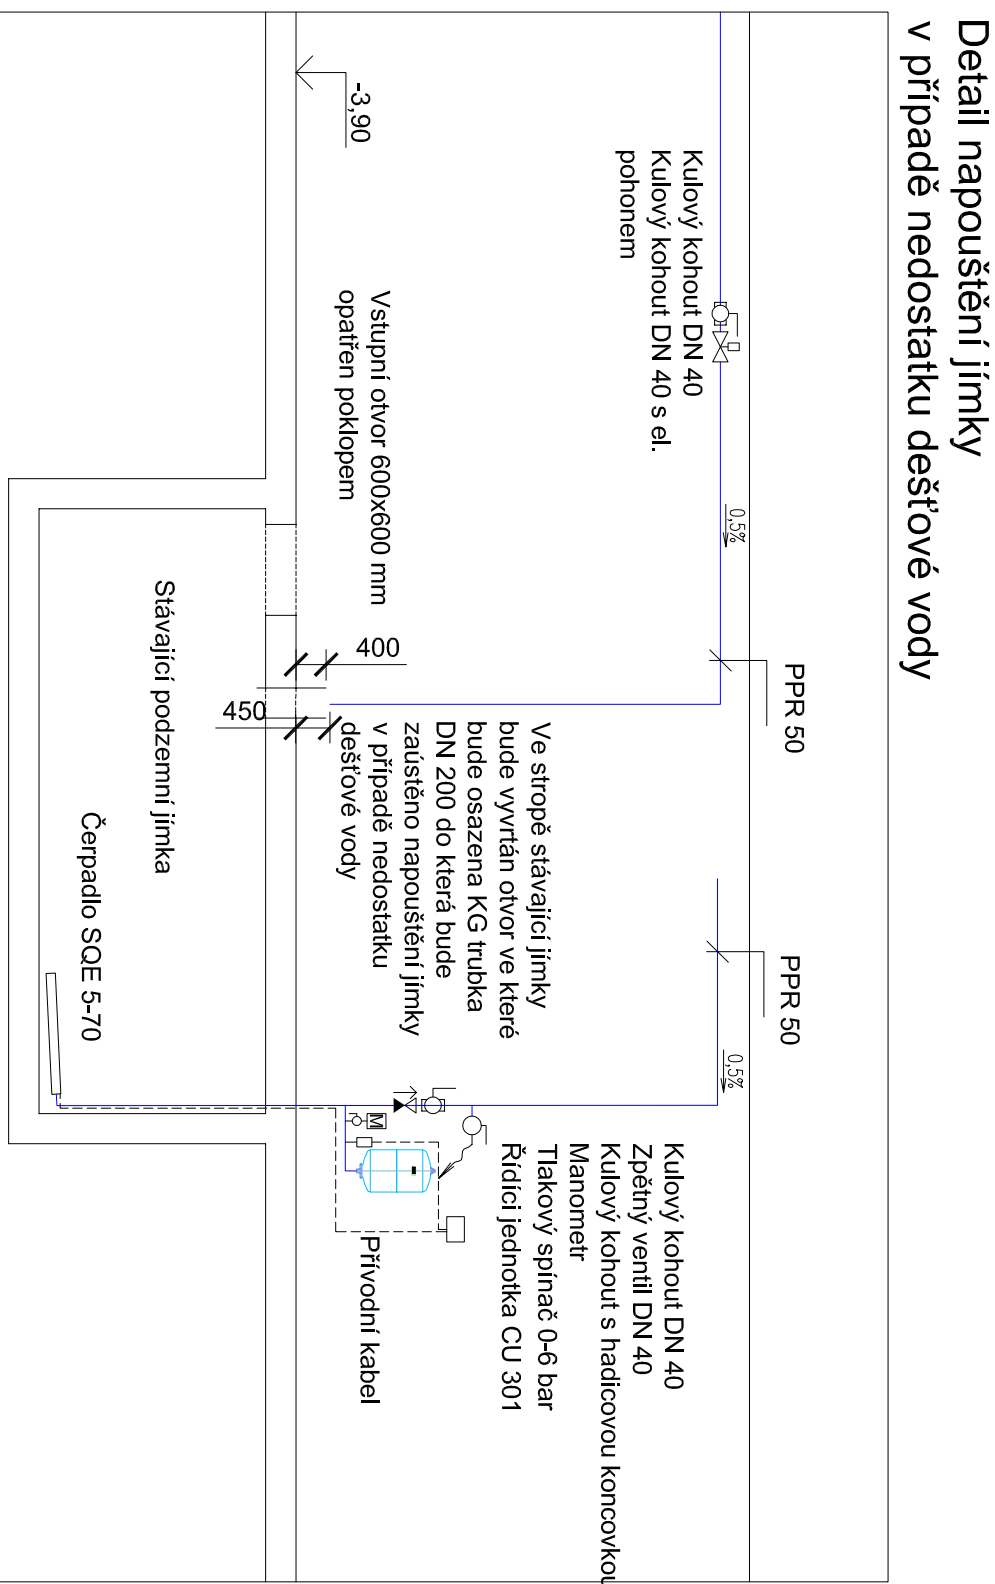 Detail napouštění jímky
v případě nedostatku dešťové vody
PPR 50
PPR 50
0,5%
0,5%
Kulový kohout DN 40
Kulový kohout DN 40 s el.
pohonem
Kulový kohout DN 40
Zpětný ventil DN 40
Kulový kohout s hadicovou koncovkou
Manometr
Tlakový spínač 0-6 bar
Řídící jednotka CU 301
Ve stropě stávající jímky
bude vyvrtán otvor ve které
bude osazena KG trubka
DN 200 do která bude
zaústěno napouštění jímky
v případě nedostatku
dešťové vody
-3,90
Vstupní otvor 600x600 mm
opatřen poklopem
400
450
M
Přívodní kabel
Stávající podzemní jímka
Čerpadlo SQE 5-70